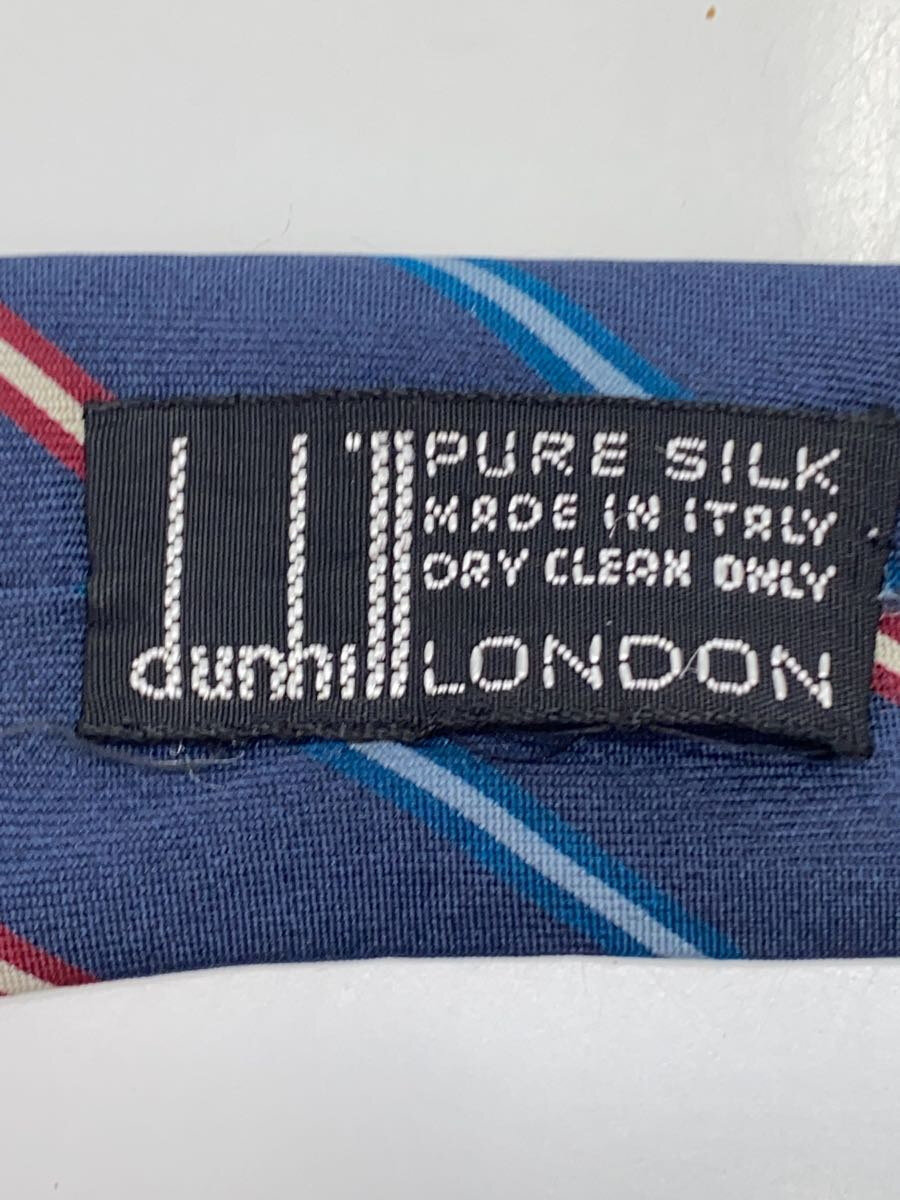 dunhill
PURE SILK
MADE IN ITALY
DRY CLEAN ONLY
LONDON